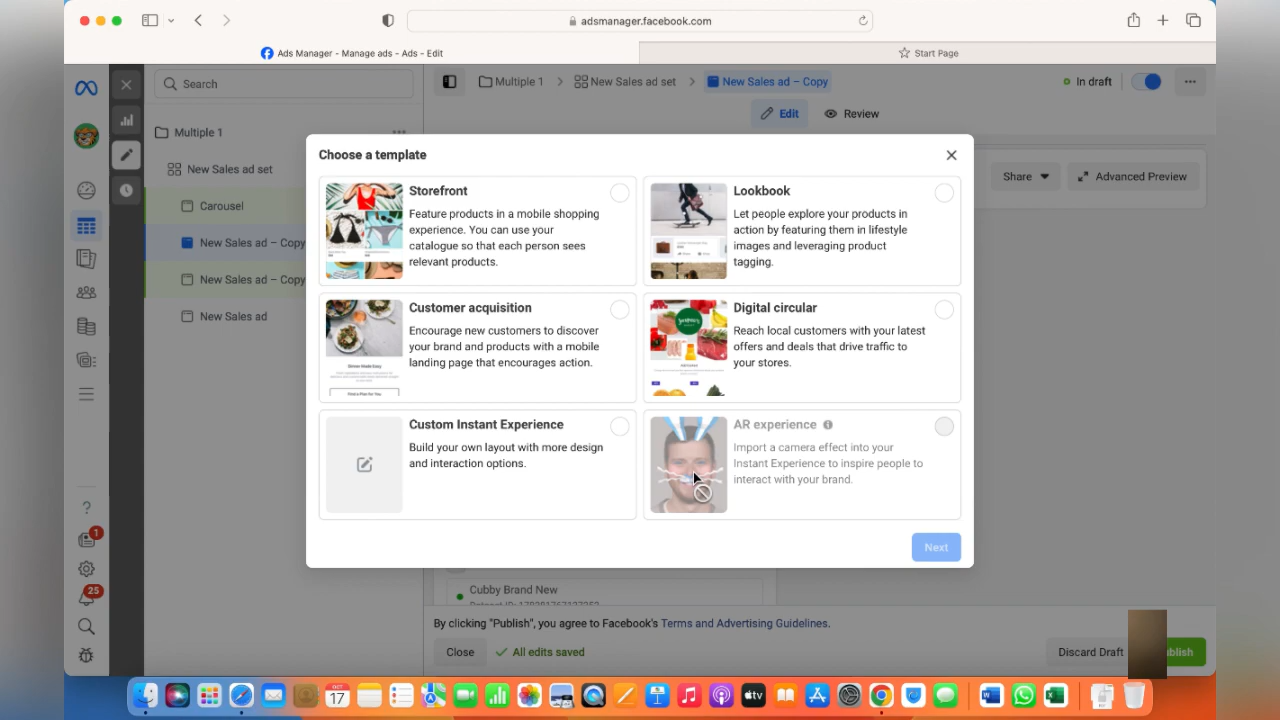 adsmanager.facebook.com
Ads Manager - Manage ads - Ads - Edit
Start Page
Search
Multiple 1
New Sales ad set
New Sales ad – Copy
In draft
Edit
Review
Multiple 1
New Sales ad set
Carousel
New Sales ad – Copy
New Sales ad – Copy
New Sales ad
Share
Advanced Preview
Choose a template
Storefront
Feature products in a mobile shopping
experience. You can use your
catalogue so that each person sees
relevant products.
Lookbook
Let people explore your products in
action by featuring them in lifestyle
images and leveraging product
tagging.
Customer acquisition
Encourage new customers to discover
your brand and products with a mobile
landing page that encourages action.
Digital circular
Reach local customers with your latest
offers and deals that drive traffic to
your stores.
Custom Instant Experience
Build your own layout with more design
and interaction options.
AR experience
Import a camera effect into your
Instant Experience to inspire people to
interact with your brand.
Next
Cubby Brand New
By clicking "Publish", you agree to Facebook's Terms and Advertising Guidelines.
Close
All edits saved
Discard Draft
1
25
OCT
17
tv